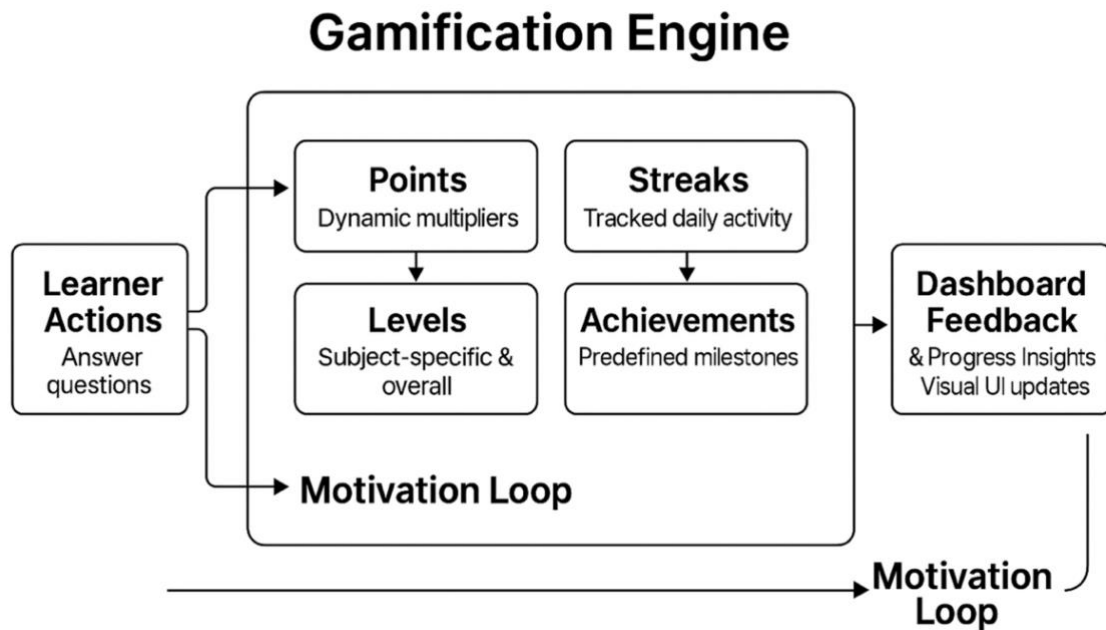 Gamification Engine
Points
Dynamic multipliers
Streaks
Tracked daily activity
Learner
Actions
Answer
questions
Levels
Subject-specific &
overall
Achievements
Predefined milestones
Dashboard
Feedback
& Progress Insights
Visual UI updates
Motivation Loop
Motivation
Loop